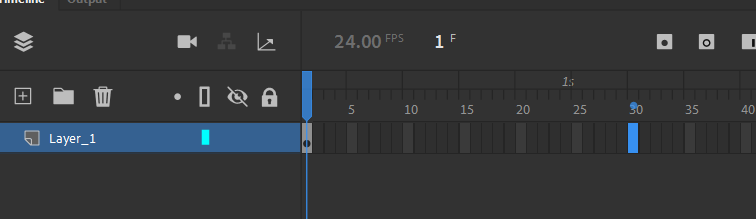 Timeline Output
24.00 FPS 1 F
1s
5 10 15 20 25 30 35 40
Layer_1